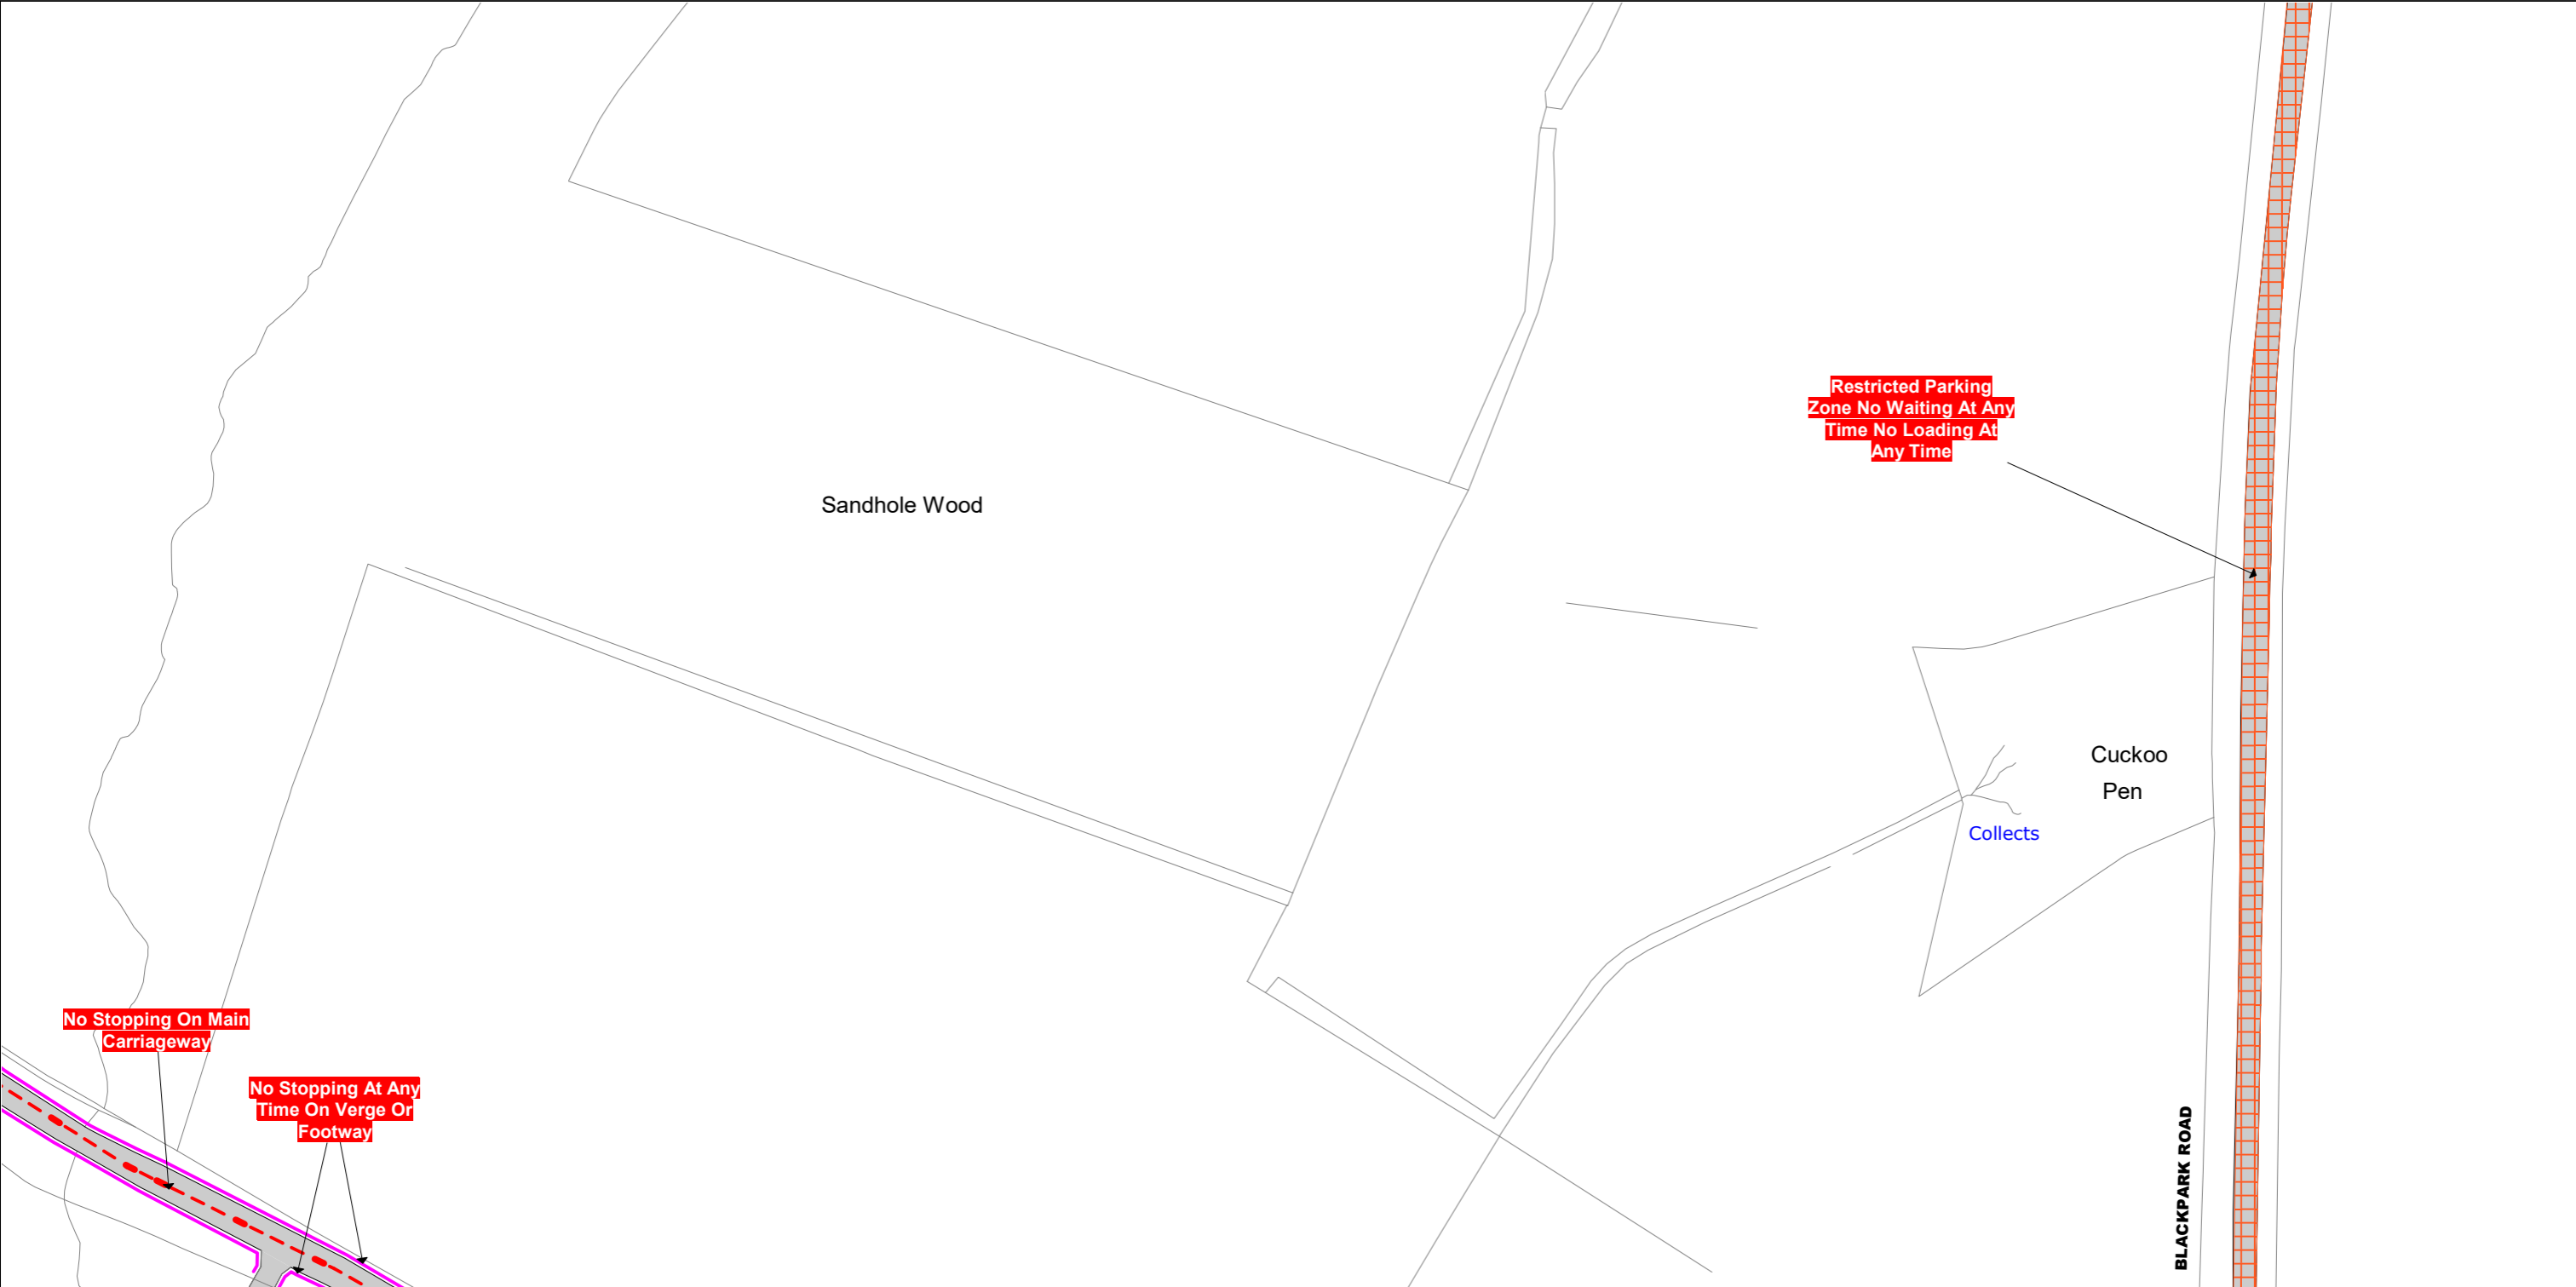 Restricted Parking
Zone No Waiting At Any
Time No Loading At
Any Time
Sandhole Wood
Cuckoo
Pen
Collects
No Stopping On Main
Carriageway
No Stopping At Any
Time On Verge Or
Footway
BLACKPARK ROAD